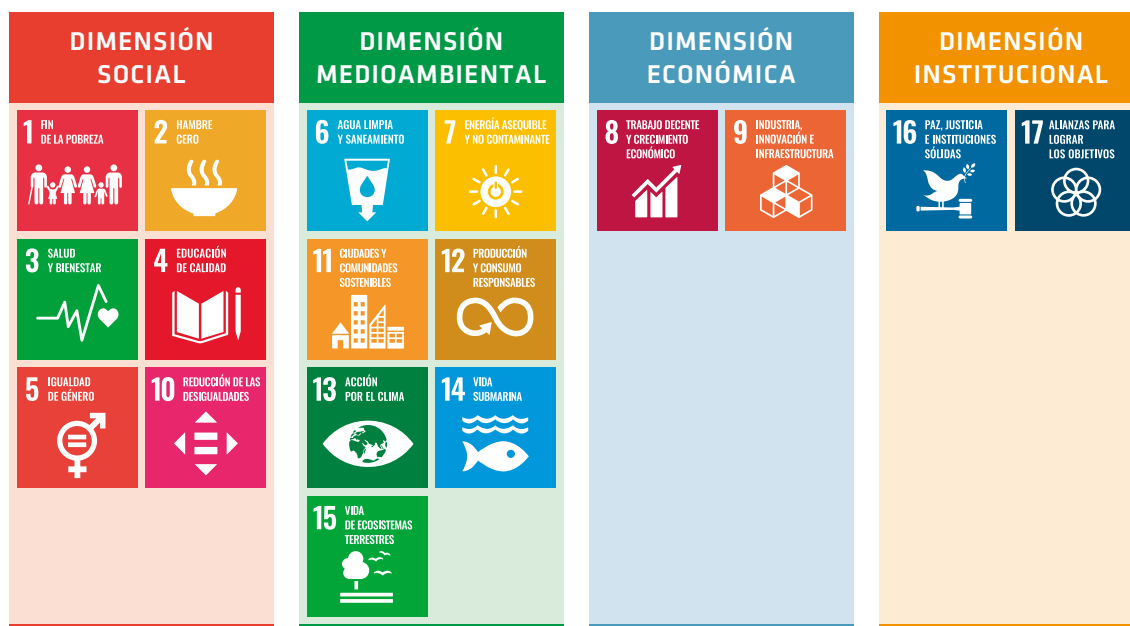 DIMENSIÓN
SOCIAL
1 FIN
DE LA POBREZA
2 HAMBRE
CERO
3 SALUD
Y BIENESTAR
4 EDUCACIÓN
DE CALIDAD
5 IGUALDAD
DE GÉNERO
10 REDUCCIÓN DE LAS
DESIGUALDADES
DIMENSIÓN
MEDIOAMBIENTAL
6 AGUA LIMPIA
Y SANEAMIENTO
7 ENERGÍA ASEQUIBLE
Y NO CONTAMINANTE
11 CIUDADES Y
COMUNIDADES
SOSTENIBLES
12 PRODUCCIÓN
Y CONSUMO
RESPONSABLES
13 ACCIÓN
POR EL CLIMA
14 VIDA
SUBMARINA
15 VIDA
DE ECOSISTEMAS
TERRESTRES
DIMENSIÓN
ECONÓMICA
8 TRABAJO DECENTE
Y CRECIMIENTO
ECONÓMICO
9 INDUSTRIA,
INNOVACIÓN E
INFRAESTRUCTURA
DIMENSIÓN
INSTITUCIONAL
16 PAZ, JUSTICIA
E INSTITUCIONES
SÓLIDAS
17 ALIANZAS PARA
LOGRAR
LOS OBJETIVOS